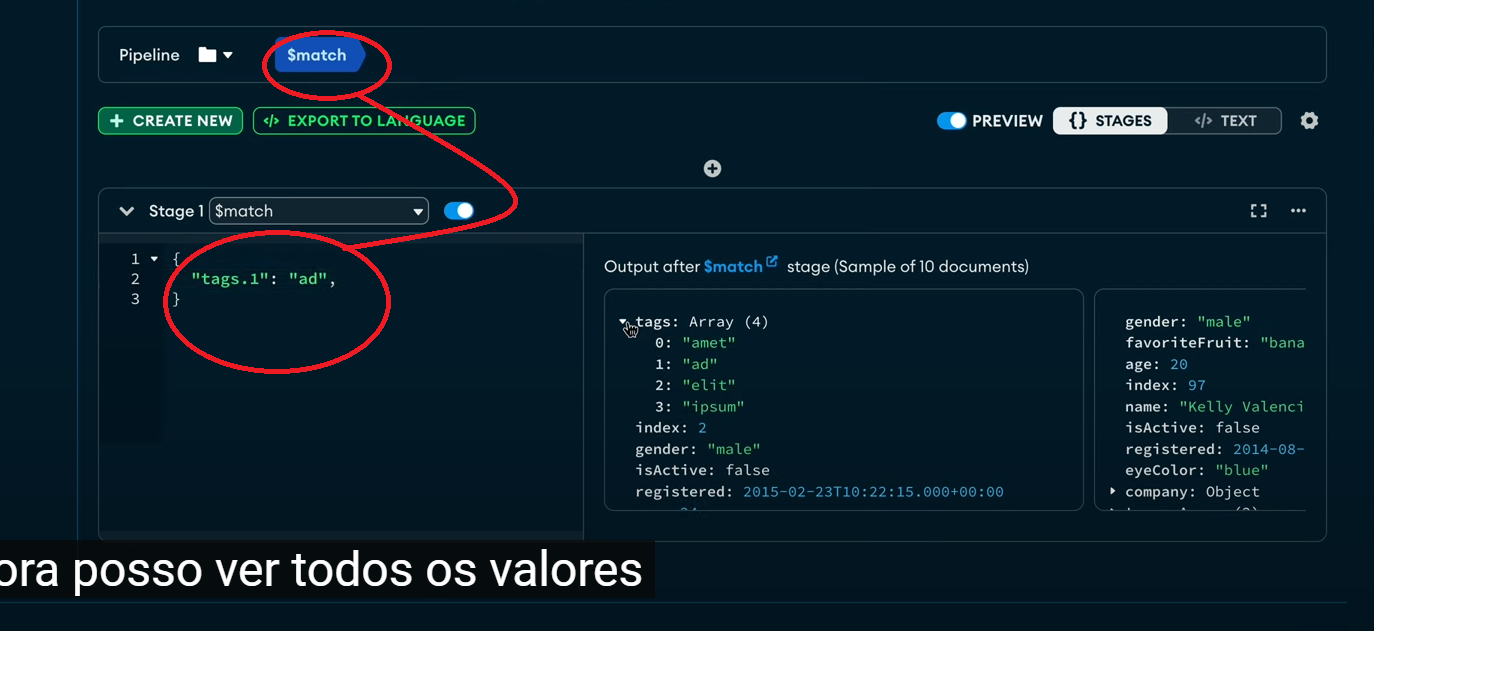 Pipeline $match
CREATE NEW </> EXPORT TO LANGUAGE PREVIEW {} STAGES </> TEXT
Stage 1 $match
1 {
2 "tags.1": "ad",
3 }
Output after $match stage (Sample of 10 documents)
tags: Array (4)
0: "amet"
1: "ad"
2: "elit"
3: "ipsum"
index: 2
gender: "male"
isActive: false
registered: 2015-02-23T10:22:15.000+00:00
gender: "male"
favoriteFruit: "bana
age: 20
index: 97
name: "Kelly Valenci
isActive: false
registered: 2014-08-
eyeColor: "blue"
company: Object
ora posso ver todos os valores